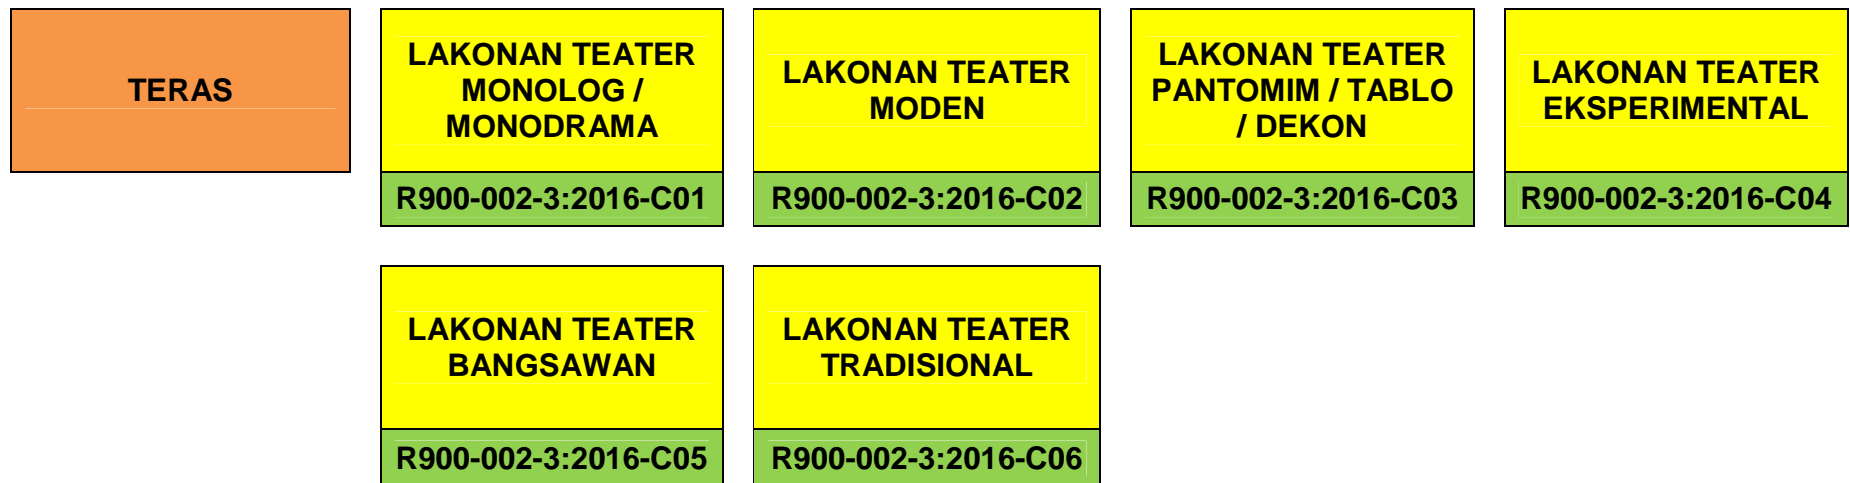 TERAS
LAKONAN TEATER
MONOLOG /
MONODRAMA
R900-002-3:2016-C01
LAKONAN TEATER
MODEN
R900-002-3:2016-C02
LAKONAN TEATER
PANTOMIM / TABLO
/ DEKON
R900-002-3:2016-C03
LAKONAN TEATER
EKSPERIMENTAL
R900-002-3:2016-C04
LAKONAN TEATER
BANGSAWAN
R900-002-3:2016-C05
LAKONAN TEATER
TRADISIONAL
R900-002-3:2016-C06